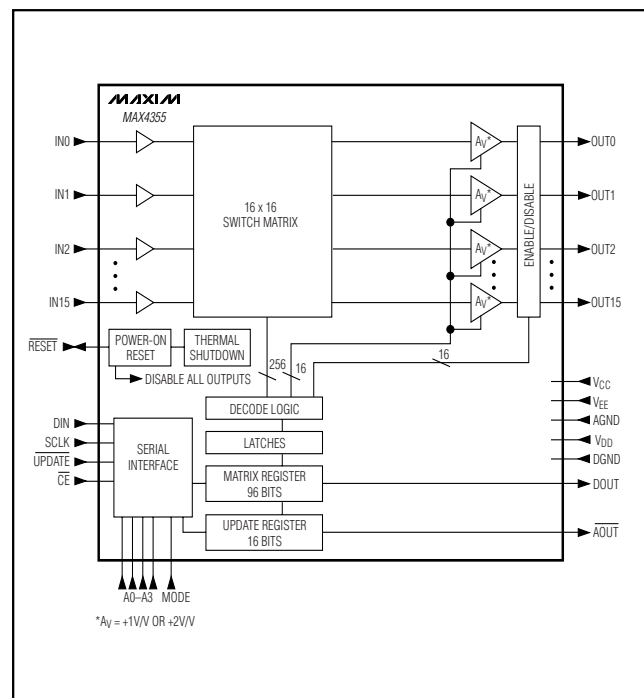 MAXIM
MAX4355
IN0
IN1
IN2
IN15
16 x 16
SWITCH MATRIX
AV*
AV*
AV*
AV*
ENABLE/DISABLE
OUT0
OUT1
OUT2
OUT15
RESET
POWER-ON
RESET
THERMAL
SHUTDOWN
DISABLE ALL OUTPUTS
256
16
16
DECODE LOGIC
LATCHES
MATRIX REGISTER
96 BITS
UPDATE REGISTER
16 BITS
DIN
SCLK
UPDATE
CE
SERIAL
INTERFACE
VCC
VEE
AGND
VDD
DGND
DOUT
AOUT
A0–A3
MODE
*AV = +1V/V OR +2V/V